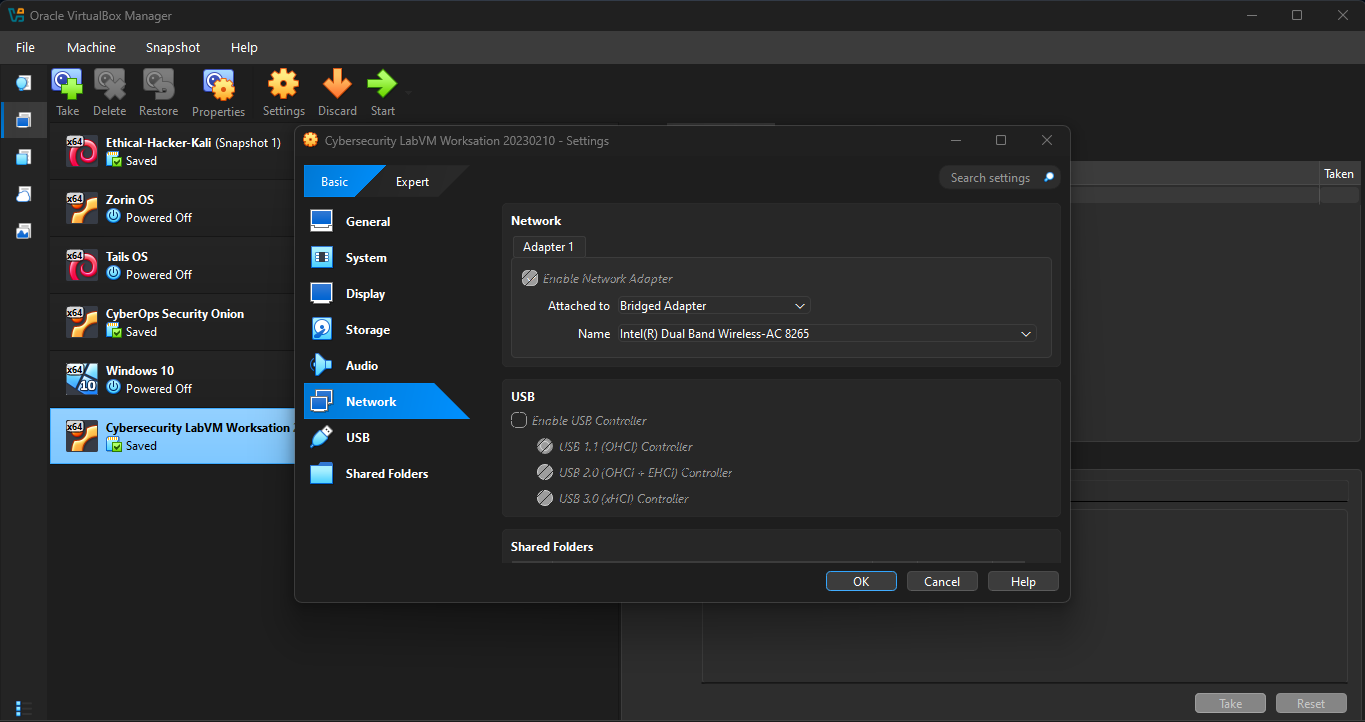 Oracle VirtualBox Manager
File Machine Snapshot Help
Take Delete Restore Properties Settings Discard Start
x64
Ethical-Hacker-Kali (Snapshot 1)
Saved
x64
Zorin OS
Powered Off
x64
Tails OS
Powered Off
x64
CyberOps Security Onion
Saved
x64
10
Windows 10
Powered Off
x64
Cybersecurity LabVM Worksation 2
Saved
Taken
Cybersecurity LabVM Worksation 20230210 - Settings
Basic Expert
Search settings
General
System
Display
Storage
Audio
Network
USB
Shared Folders
Network
Adapter 1
Enable Network Adapter
Attached to Bridged Adapter
Name Intel(R) Dual Band Wireless-AC 8265
USB
Enable USB Controller
USB 1.1 (OHCI) Controller
USB 2.0 (OHCI + EHCI) Controller
USB 3.0 (xHCI) Controller
Shared Folders
OK Cancel Help
Take Reset